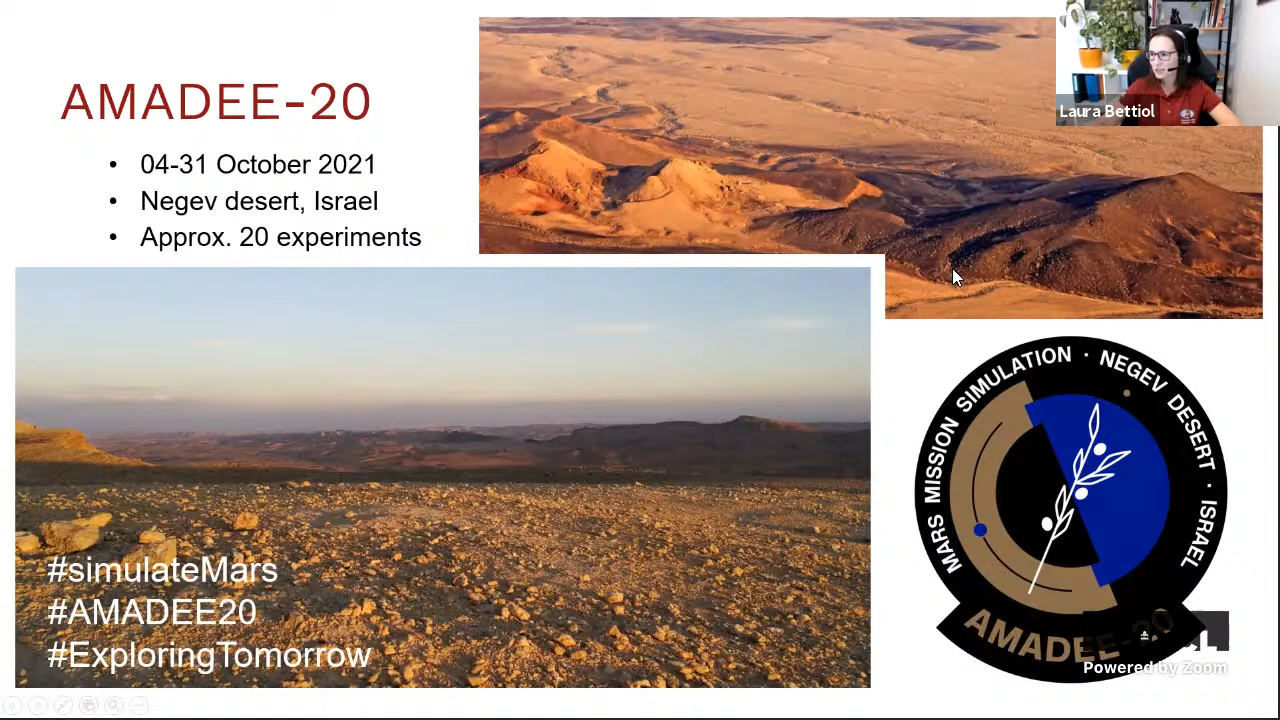 AMADEE-20
• 04-31 October 2021
• Negev desert, Israel
• Approx. 20 experiments
Laura Bettiol
#simulateMars
#AMADEE20
#ExploringTomorrow
MARS MISSION SIMULATION · NEGEV DESERT · ISRAEL
AMADEE-20
Powered by Zoom